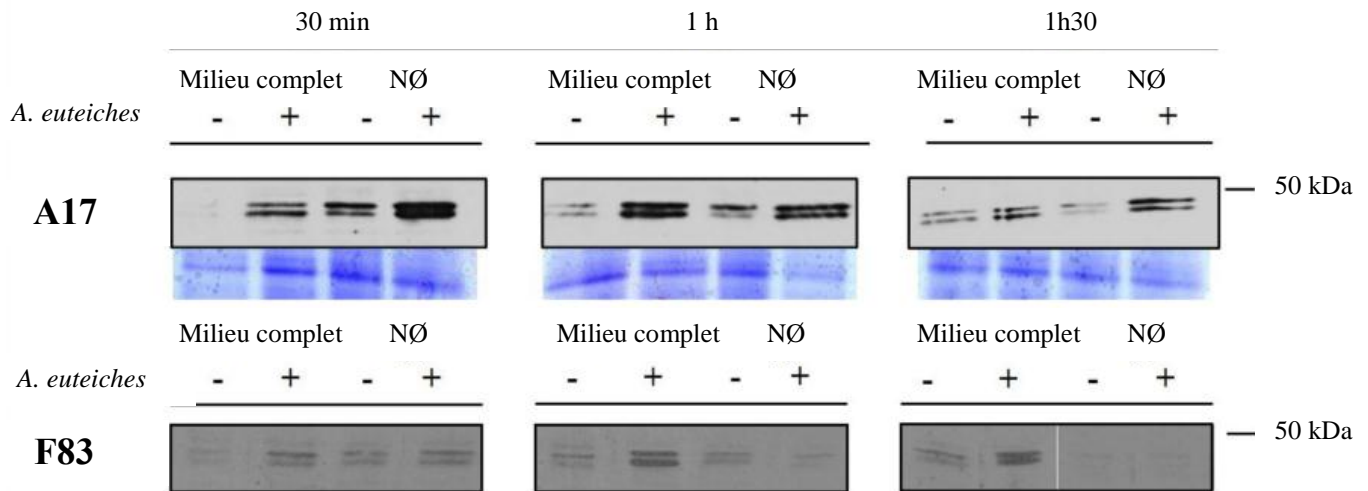 30 min 1 h 1h30
Milieu complet NØ Milieu complet NØ Milieu complet NØ
A. euteiches - + - + - + - + - + - +
50 kDa
A17
Milieu complet NØ Milieu complet NØ Milieu complet NØ
A. euteiches - + - + - + - + - + - +
50 kDa
F83